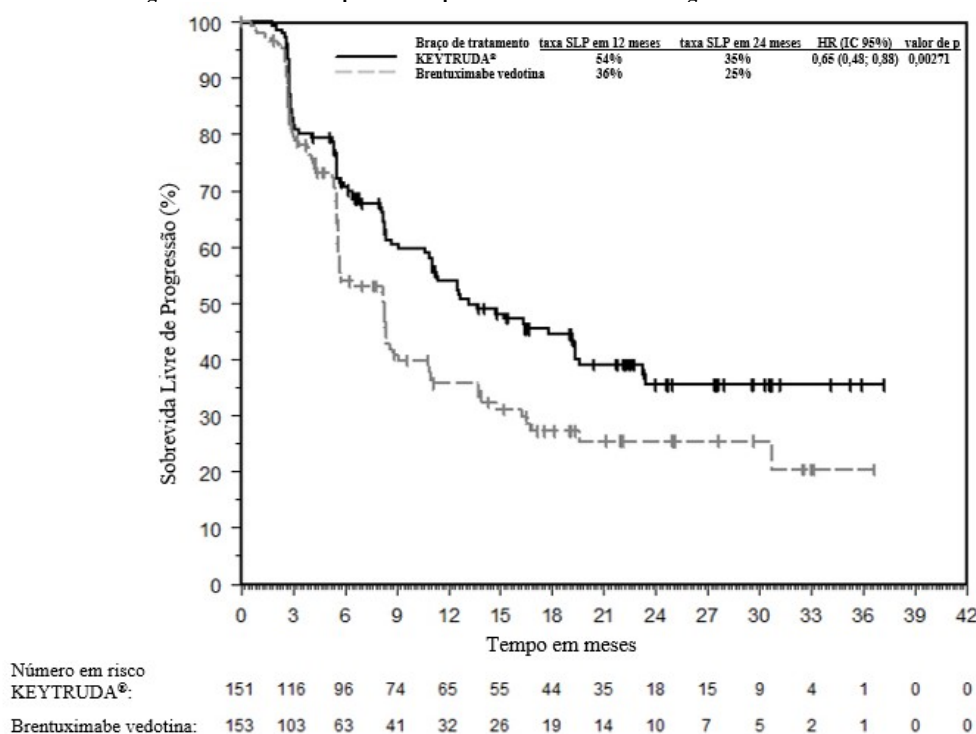 100
90
80
70
60
50
40
30
20
10
0
Sobrevida Livre de Progressão (%)
Braço de tratamento taxa SLP em 12 meses taxa SLP em 24 meses HR (IC 95%) valor de p
KEYTRUDA® 54% 35% 0,65 (0,48; 0,88) 0,00271
Brentuximabe vedotina 36% 25%
0 3 6 9 12 15 18 21 24 27 30 33 36 39 42
Tempo em meses
Número em risco
KEYTRUDA®: 151 116 96 74 65 55 44 35 18 15 9 4 1 0 0
Brentuximabe vedotina: 153 103 63 41 32 26 19 14 10 7 5 2 1 0 0